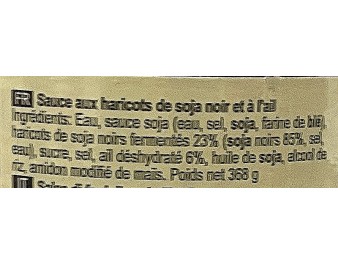 FR Sauce aux haricots de soja noir et à l'ail
Ingrédients: Eau, sauce soja (eau, sel, soja, farine de blé),
haricots de soja noirs fermentés 23% (soja noirs 85%, sel,
eau), sucre, sel, ail déshydraté 6%, huile de soja, alcool de
riz, amidon modifié de maïs. Poids net 368 g